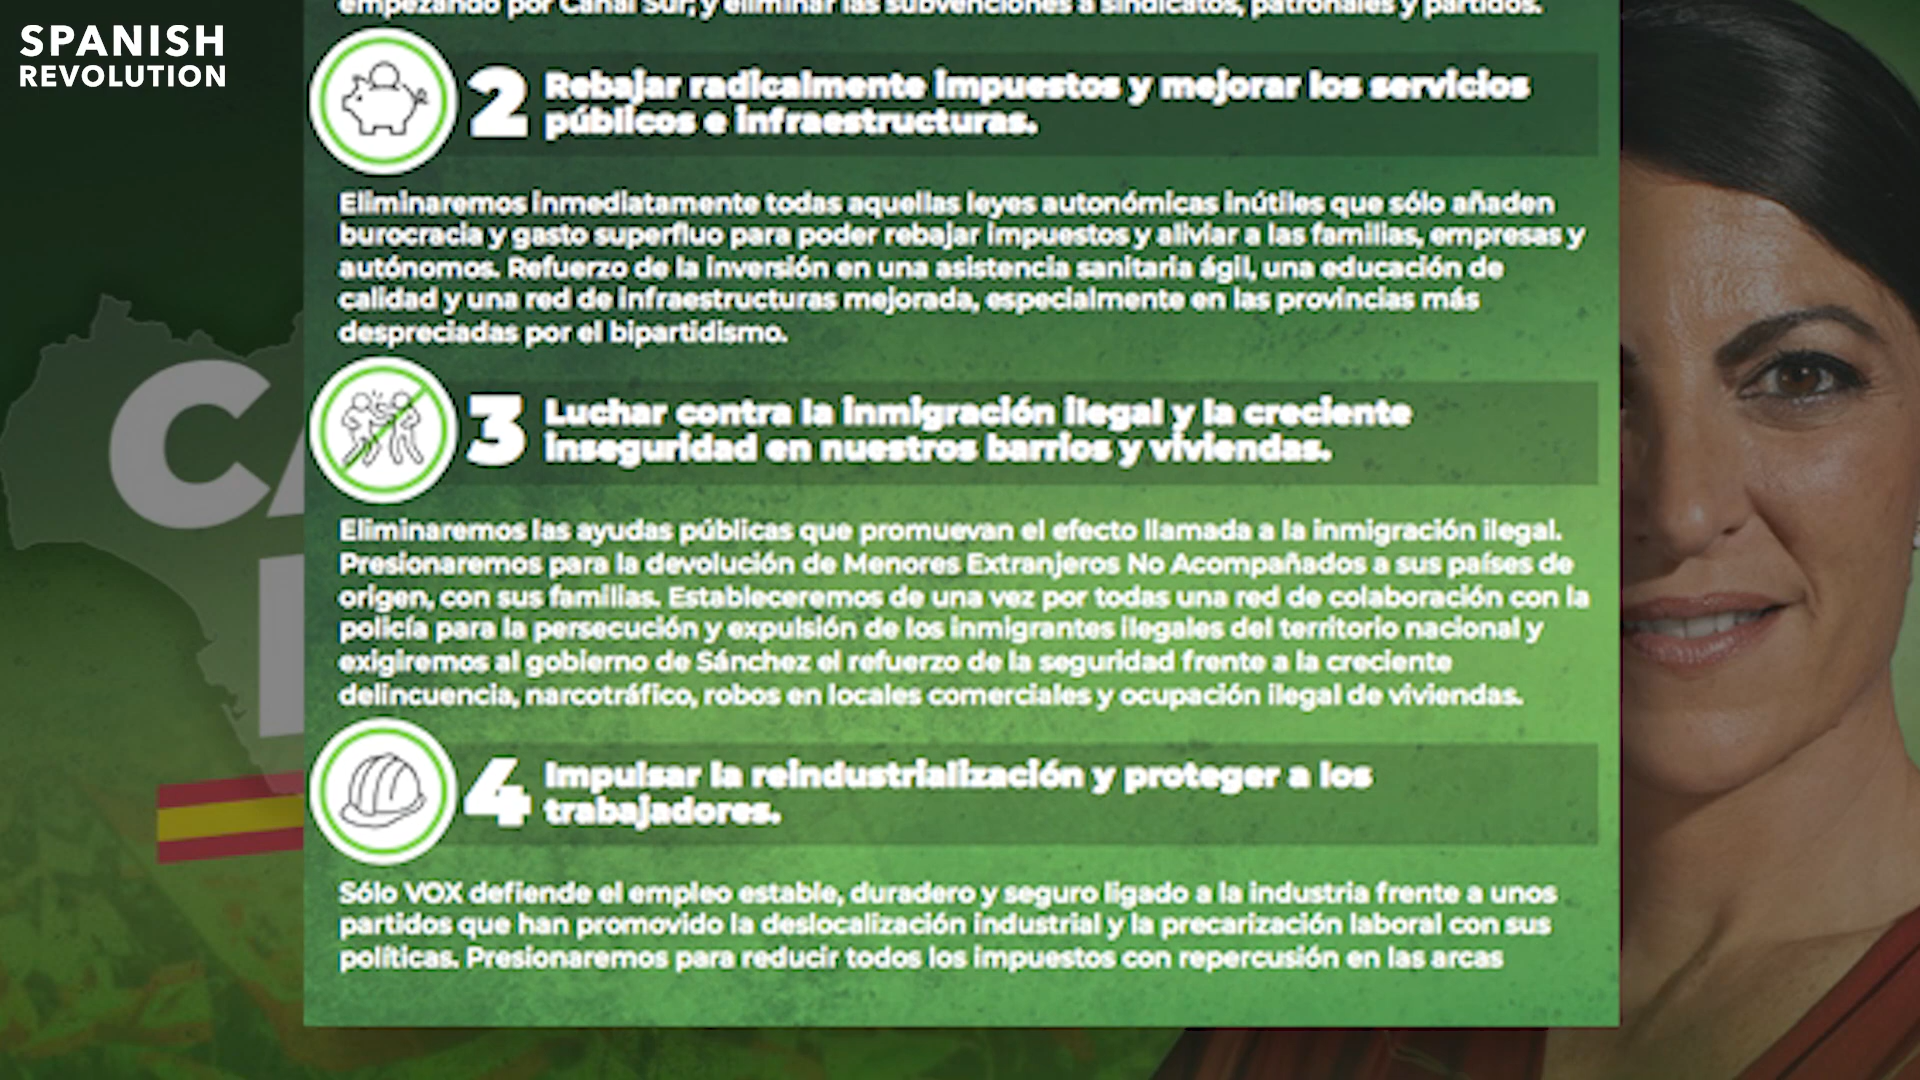 SPANISH
REVOLUTION
empezando por Canal Sur; y eliminar las subvenciones a sindicatos, patronales y partidos.
2 Rebajar radicalmente impuestos y mejorar los servicios
públicos e infraestructuras.
Eliminaremos inmediatamente todas aquellas leyes autonómicas inútiles que sólo añaden
burocracia y gasto superfluo para poder rebajar impuestos y aliviar a las familias, empresas y
autónomos. Refuerzo de la inversión en una asistencia sanitaria ágil, una educación de
calidad y una red de infraestructuras mejorada, especialmente en las provincias más
despreciadas por el bipartidismo.
3 Luchar contra la inmigración ilegal y la creciente
inseguridad en nuestros barrios y viviendas.
Eliminaremos las ayudas públicas que promuevan el efecto llamada a la inmigración ilegal.
Presionaremos para la devolución de Menores Extranjeros No Acompañados a sus países de
origen, con sus familias. Estableceremos de una vez por todas una red de colaboración con la
policía para la persecución y expulsión de los inmigrantes ilegales del territorio nacional y
exigiremos al gobierno de Sánchez el refuerzo de la seguridad frente a la creciente
delincuencia, narcotráfico, robos en locales comerciales y ocupación ilegal de viviendas.
4 Impulsar la reindustrialización y proteger a los
trabajadores.
Sólo VOX defiende el empleo estable, duradero y seguro ligado a la industria frente a unos
partidos que han promovido la deslocalización industrial y la precarización laboral con sus
políticas. Presionaremos para reducir todos los impuestos con repercusión en las arcas